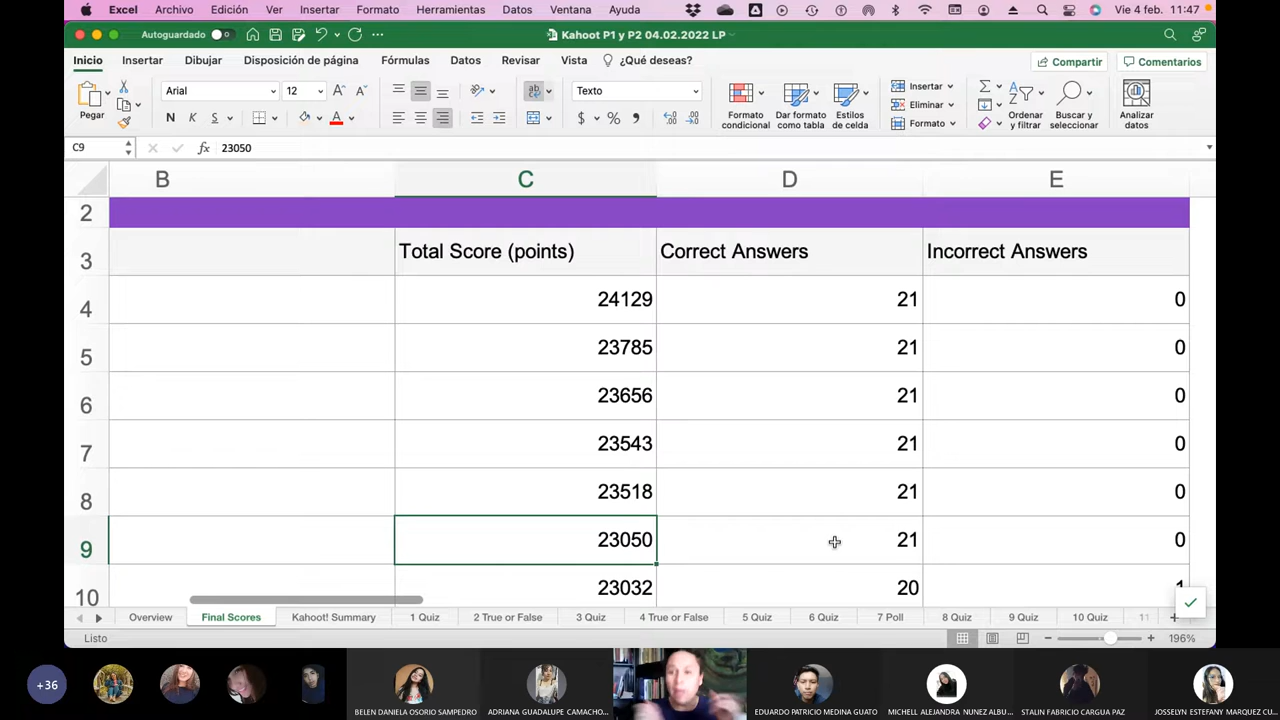 Excel Archivo Edición Ver Insertar Formato Herramientas Datos Ventana Ayuda Vie 4 feb. 11:47
Autoguardado Kahoot P1 y P2 04.02.2022 LP
Inicio Insertar Dibujar Disposición de página Fórmulas Datos Revisar Vista ¿Qué deseas? Compartir Comentarios
Pegar Arial 12 Texto Formato condicional Dar formato como tabla Estilos de celda Insertar Eliminar Formato Ordenar y filtrar Buscar y seleccionar Analizar datos
N K S A $ %
C9 fx 23050
B C D E
2
3 Total Score (points) Correct Answers Incorrect Answers
4 24129 21 0
5 23785 21 0
6 23656 21 0
7 23543 21 0
8 23518 21 0
9 23050 21 0
10 23032 20 1
Overview Final Scores Kahoot! Summary 1 Quiz 2 True or False 3 Quiz 4 True or False 5 Quiz 6 Quiz 7 Poll 8 Quiz 9 Quiz 10 Quiz 11
Listo 196%
+36
BELEN DANIELA OSORIO SAMPEDRO ADRIANA GUADALUPE CAMACHO... EDUARDO PATRICIO MEDINA GUATO MICHELL ALEJANDRA NUNEZ ALBU... STALIN FABRICIO CARGUA PAZ JOSSELYN ESTEFANY MARQUEZ CU...